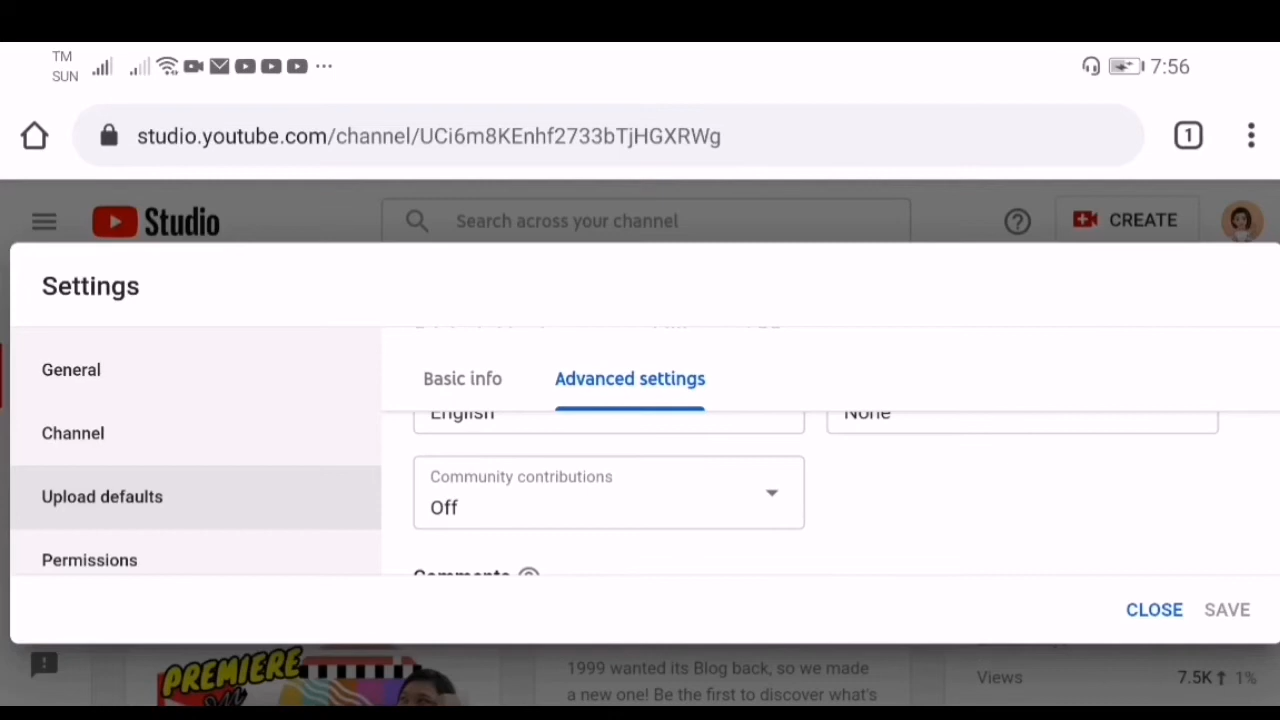 TM
SUN
7:56
studio.youtube.com/channel/UCi6m8KEnhf2733bTjHGXRWg
1
Studio
Search across your channel
CREATE
Settings
General
Channel
Upload defaults
Permissions
Basic info
Advanced settings
English
None
Community contributions
Off
Comments
CLOSE
SAVE
PREMIERE
1999 wanted its Blog back, so we made
a new one! Be the first to discover what's
Views
7.5K
1%